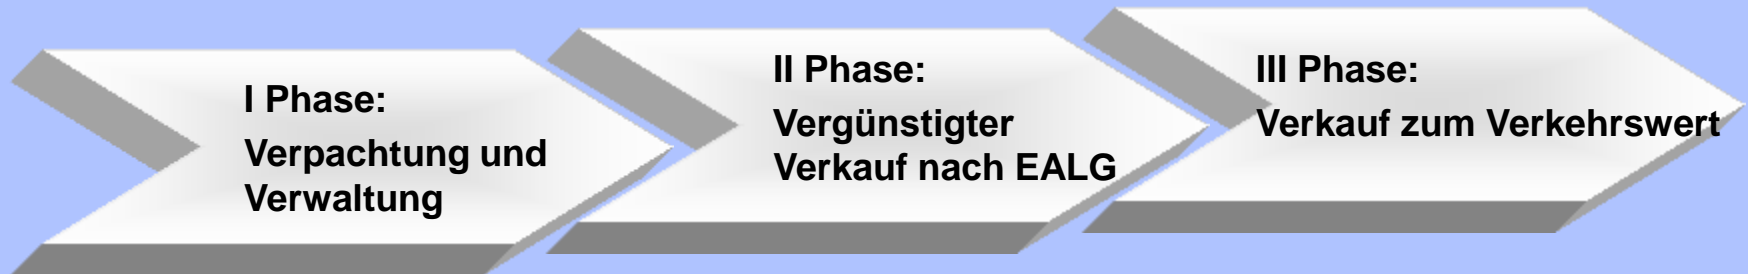 I Phase:
Verpachtung und
Verwaltung
II Phase:
Vergünstigter
Verkauf nach EALG
III Phase:
Verkauf zum Verkehrswert